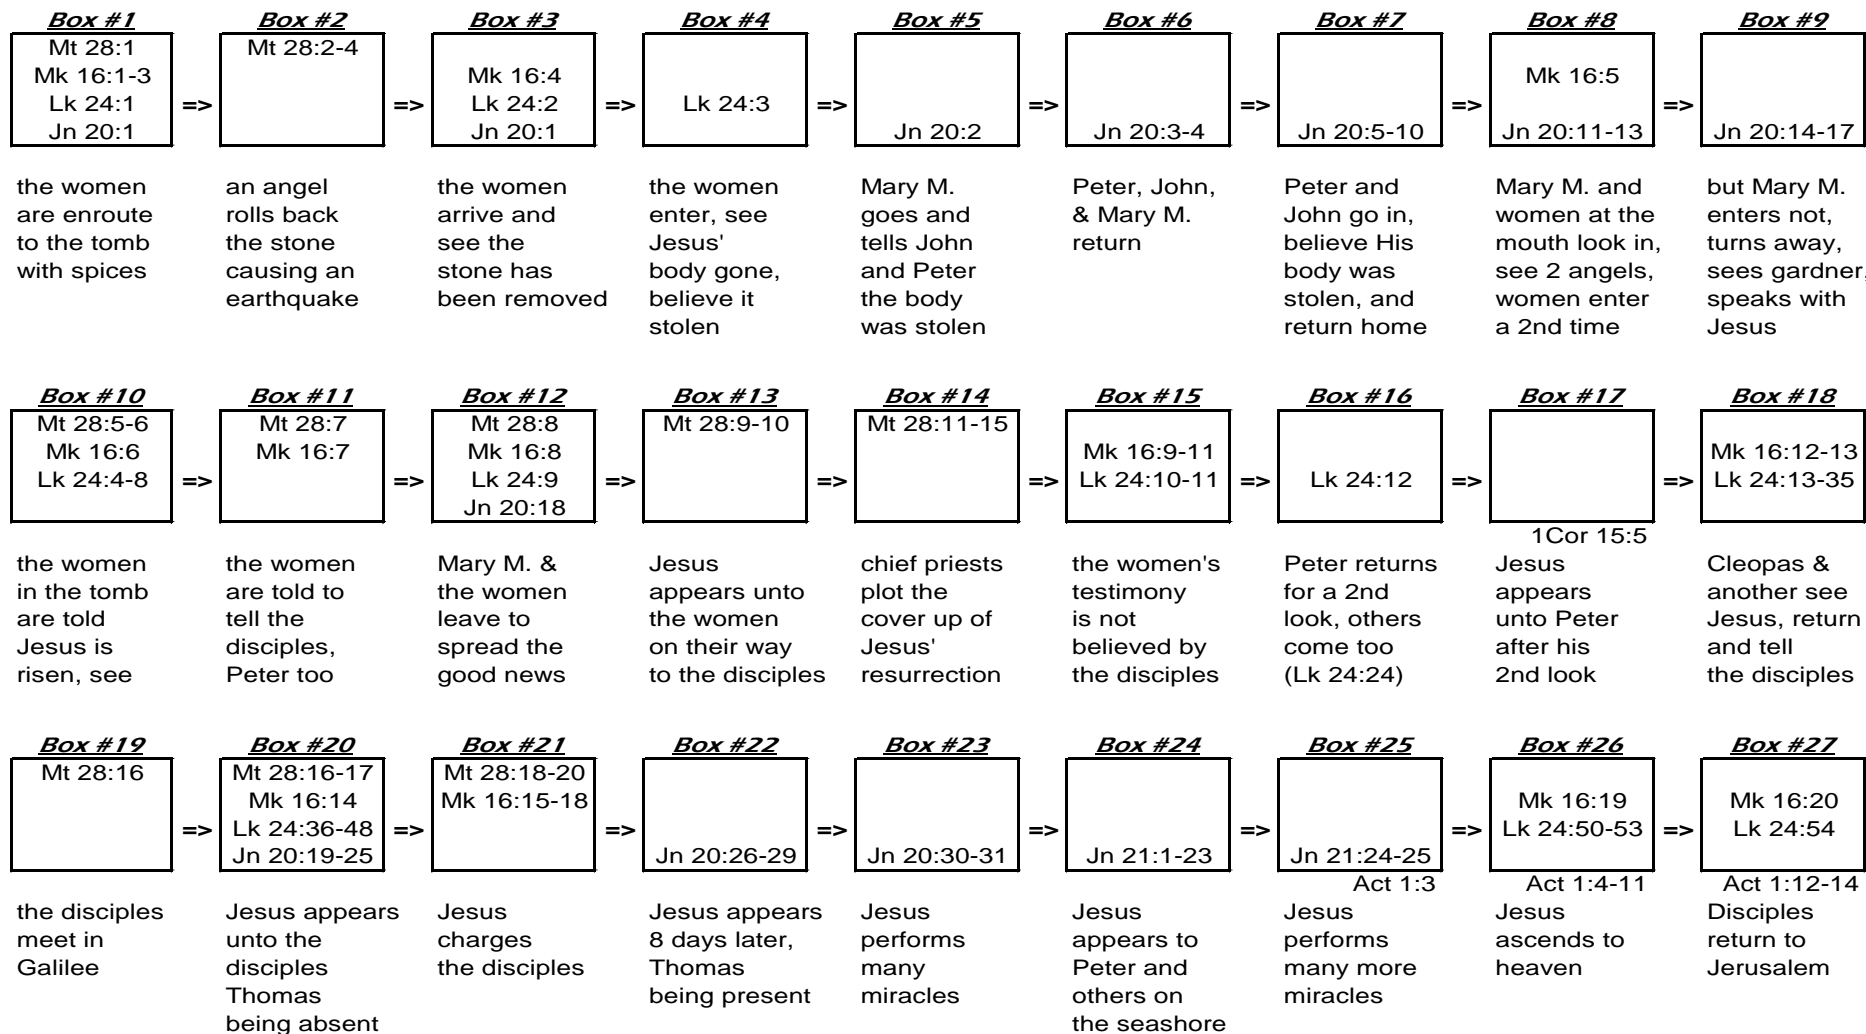 Box #1
Mt 28:1
Mk 16:1-3
Lk 24:1
Jn 20:1
the women
are enroute
to the tomb
with spices
=>
Box #2
Mt 28:2-4
an angel
rolls back
the stone
causing an
earthquake
=>
Box #3
Mk 16:4
Lk 24:2
Jn 20:1
the women
arrive and
see the
stone has
been removed
=>
Box #4
Lk 24:3
the women
enter, see
Jesus'
body gone,
believe it
stolen
=>
Box #5
Jn 20:2
Mary M.
goes and
tells John
and Peter
the body
was stolen
=>
Box #6
Jn 20:3-4
Peter, John,
& Mary M.
return
=>
Box #7
Jn 20:5-10
Peter and
John go in,
believe His
body was
stolen, and
return home
=>
Box #8
Mk 16:5
Jn 20:11-13
Mary M. and
women at the
mouth look in,
see 2 angels,
women enter
a 2nd time
=>
Box #9
Jn 20:14-17
but Mary M.
enters not,
turns away,
sees gardner,
speaks with
Jesus
Box #10
Mt 28:5-6
Mk 16:6
Lk 24:4-8
the women
in the tomb
are told
Jesus is
risen, see
=>
Box #11
Mt 28:7
Mk 16:7
the women
are told to
tell the
disciples,
Peter too
=>
Box #12
Mt 28:8
Mk 16:8
Lk 24:9
Jn 20:18
Mary M. &
the women
leave to
spread the
good news
=>
Box #13
Mt 28:9-10
Jesus
appears unto
the women
on their way
to the disciples
=>
Box #14
Mt 28:11-15
chief priests
plot the
cover up of
Jesus'
resurrection
=>
Box #15
Mk 16:9-11
Lk 24:10-11
the women's
testimony
is not
believed by
the disciples
=>
Box #16
Lk 24:12
Peter returns
for a 2nd
look, others
come too
(Lk 24:24)
=>
Box #17
1Cor 15:5
Jesus
appears
unto Peter
after his
2nd look
=>
Box #18
Mk 16:12-13
Lk 24:13-35
Cleopas &
another see
Jesus, return
and tell
the disciples
Box #19
Mt 28:16
the disciples
meet in
Galilee
=>
Box #20
Mt 28:16-17
Mk 16:14
Lk 24:36-48
Jn 20:19-25
Jesus appears
unto the
disciples
Thomas
being absent
=>
Box #21
Mt 28:18-20
Mk 16:15-18
Jesus
charges
the disciples
=>
Box #22
Jn 20:26-29
Jesus appears
8 days later,
Thomas
being present
=>
Box #23
Jn 20:30-31
Jesus
performs
many
miracles
=>
Box #24
Jn 21:1-23
Jesus
appears to
Peter and
others on
the seashore
=>
Box #25
Jn 21:24-25
Act 1:3
Jesus
performs
many more
miracles
=>
Box #26
Mk 16:19
Lk 24:50-53
Act 1:4-11
Jesus
ascends to
heaven
=>
Box #27
Mk 16:20
Lk 24:54
Act 1:12-14
Disciples
return to
Jerusalem